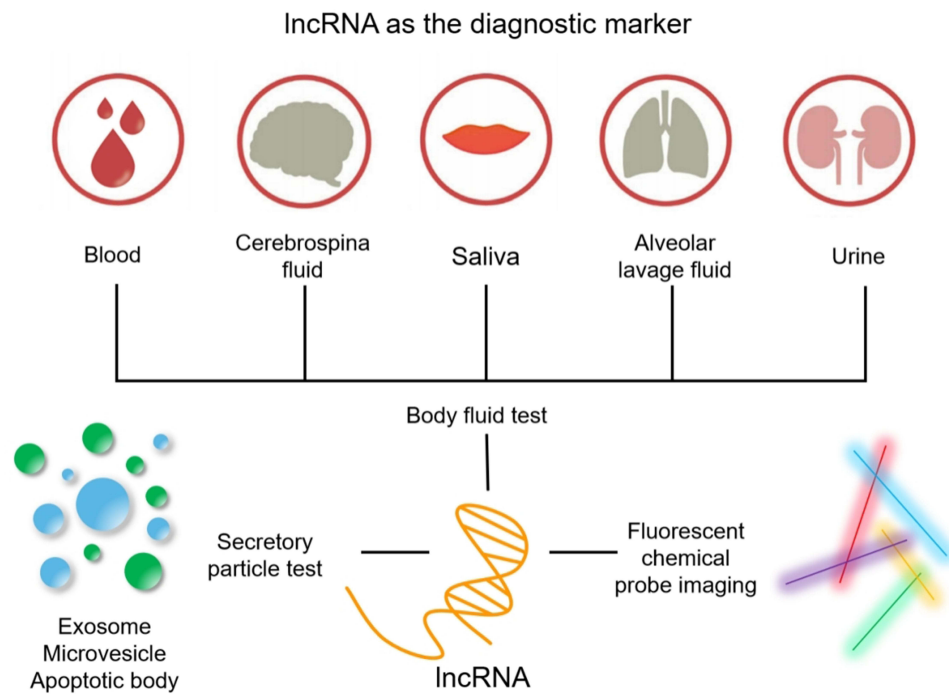 lncRNA as the diagnostic marker
Blood
Cerebrospina
fluid
Saliva
Alveolar
lavage fluid
Urine
Body fluid test
Secretory
particle test
Fluorescent
chemical
probe imaging
Exosome
Microvesicle
Apoptotic body
lncRNA